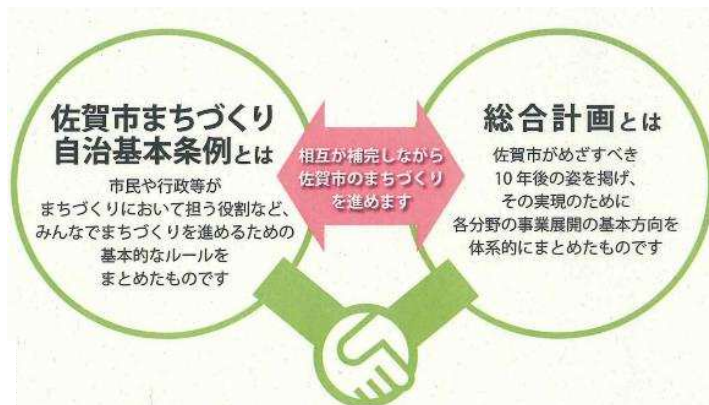 佐賀市まちづくり
自治基本条例とは
市民や行政等が
まちづくりにおいて担う役割など、
みんなでまちづくりを進めるための
基本的なルールを
まとめたものです
相互が補完しながら
佐賀市のまちづくり
を進めます
総合計画とは
佐賀市がめざすべき
10年後の姿を掲げ、
その実現のために
各分野の事業展開の基本方向を
体系的にまとめたものです